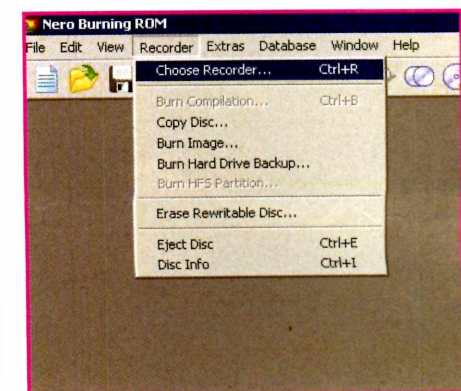 Nero Burning ROM
File Edit View Recorder Extras Database Window Help
Choose Recorder... Ctrl+R
Burn Compilation... Ctrl+B
Copy Disc...
Burn Image...
Burn Hard Drive Backup...
Burn HFS Partition...
Erase Rewritable Disc...
Eject Disc Ctrl+E
Disc Info Ctrl+I